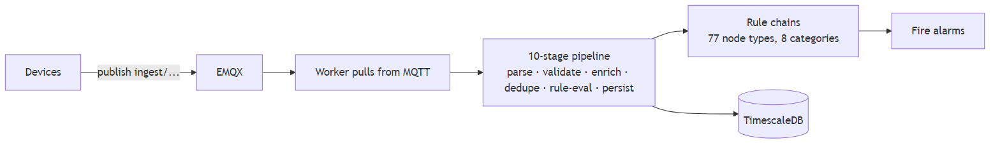 Devices
publish ingest/...
EMQX
Worker pulls from MQTT
10-stage pipeline
parse · validate · enrich ·
dedupe · rule-eval · persist
Rule chains
77 node types, 8 categories
Fire alarms
TimescaleDB